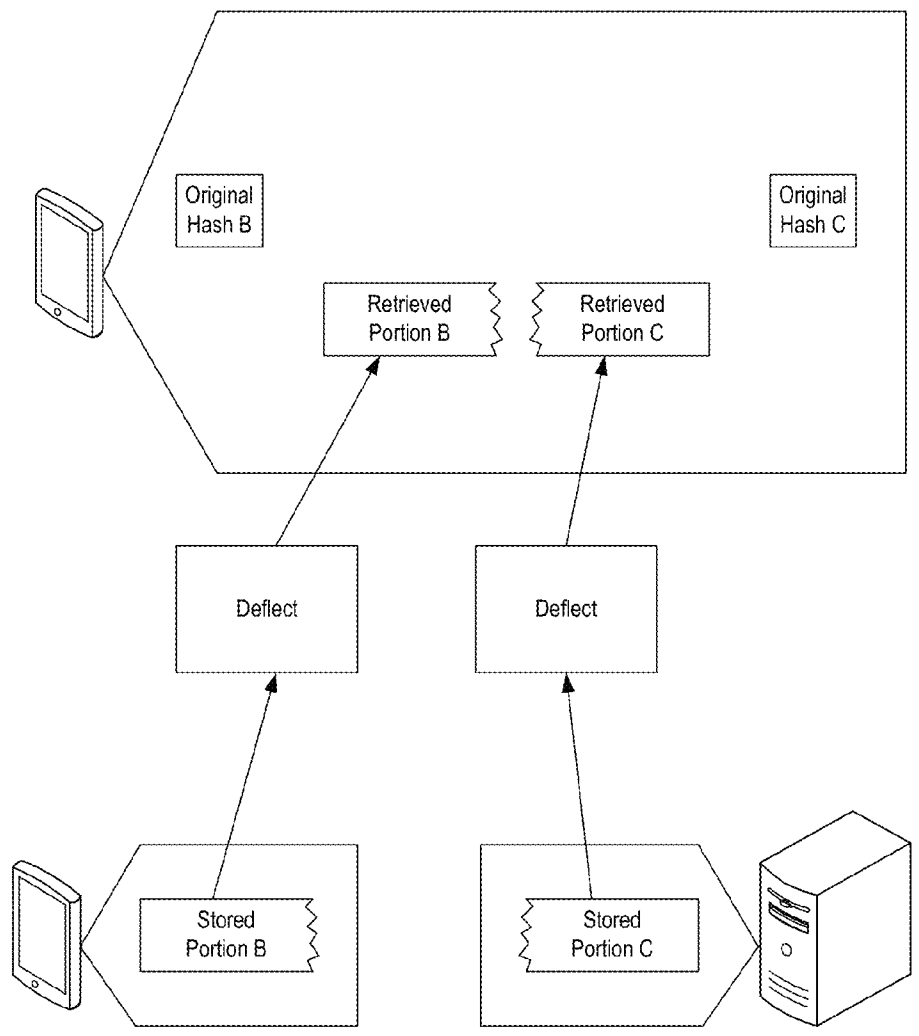 Original
Hash B
Original
Hash C
Retrieved
Portion B
Retrieved
Portion C
Deflect
Deflect
Stored
Portion B
Stored
Portion C